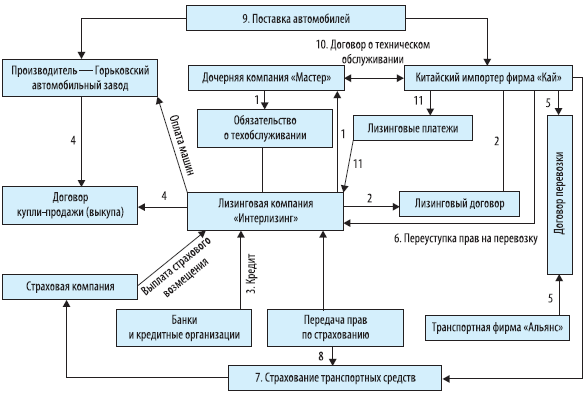 9. Поставка автомобилей
10. Договор о техническом
обслуживании
Производитель — Горьковский
автомобильный завод
Дочерняя компания «Мастер»
Китайский импортер фирма «Кай»
1
11
5
Обязательство
о техобслуживании
Лизинговые платежи
Оплата машин
4
1
2
11
Договор перевозки
Договор
купли-продажи (выкупа)
4
Лизинговая компания
«Интерлизинг»
2
Лизинговый договор
6. Переуступка прав на перевозку
Выплата страхового
возмещения
3. Кредит
Страховая компания
5
Банки
и кредитные организации
Передача прав
по страхованию
Транспортная фирма «Альянс»
8
7. Страхование транспортных средств